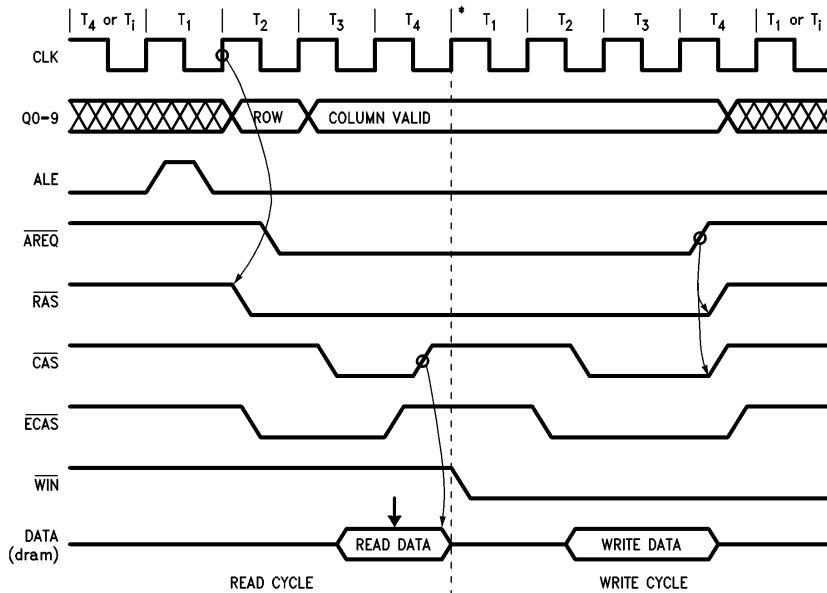 T4 or Ti T1 T2 T3 T4 * T1 T2 T3 T4 T1 or Ti
CLK
Q0-9 ROW COLUMN VALID
ALE
AREQ
RAS
CAS
ECAS
WIN
DATA READ DATA WRITE DATA
(dram)
READ CYCLE WRITE CYCLE